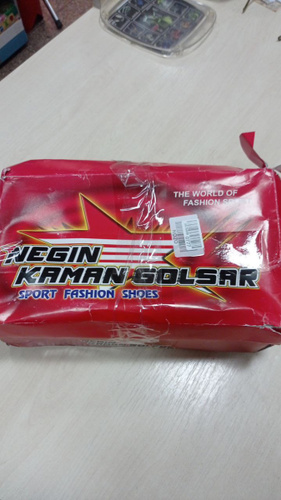 THE WORLD OF
FASHION
NEGIN
KAMAN GOLSAR
SPORT FASHION SHOES